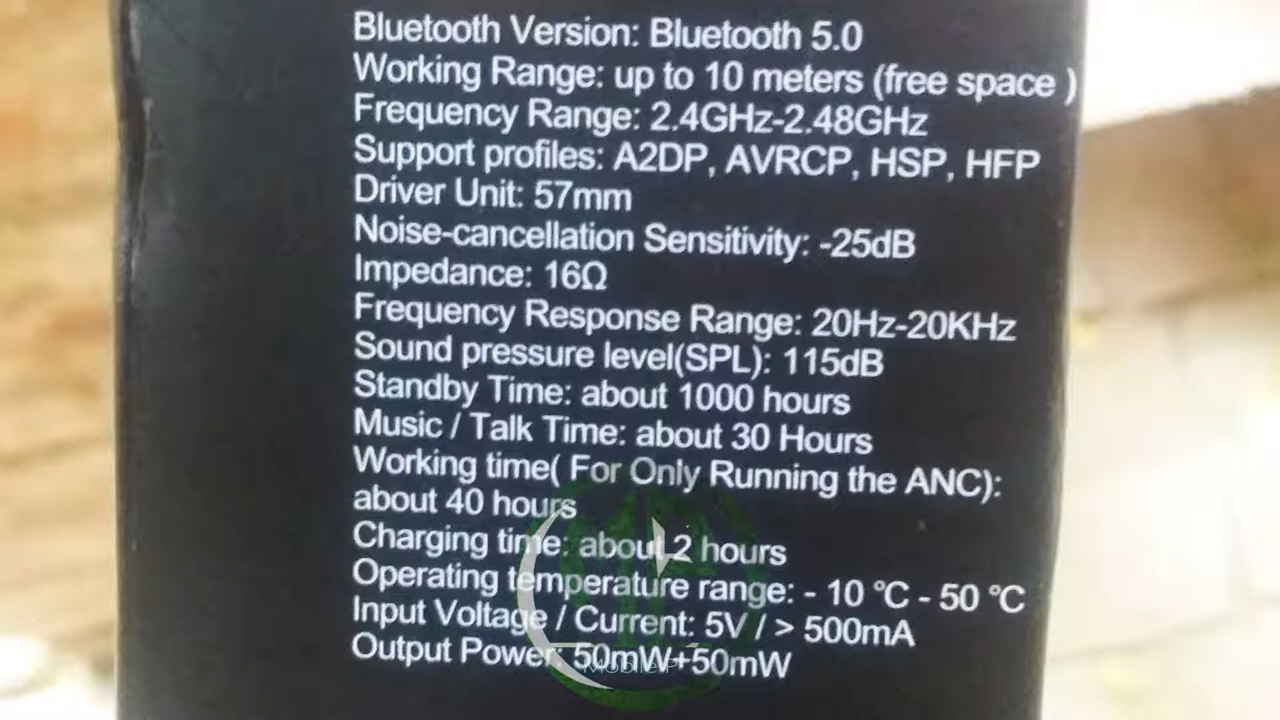 Bluetooth Version: Bluetooth 5.0
Working Range: up to 10 meters (free space )
Frequency Range: 2.4GHz-2.48GHz
Support profiles: A2DP, AVRCP, HSP, HFP
Driver Unit: 57mm
Noise-cancellation Sensitivity: -25dB
Impedance: 16Ω
Frequency Response Range: 20Hz-20KHz
Sound pressure level(SPL): 115dB
Standby Time: about 1000 hours
Music / Talk Time: about 30 Hours
Working time( For Only Running the ANC):
about 40 hours
Charging time: about 2 hours
Operating temperature range: - 10 ℃ - 50 ℃
Input Voltage / Current: 5V / > 500mA
Output Power: 50mW+50mW